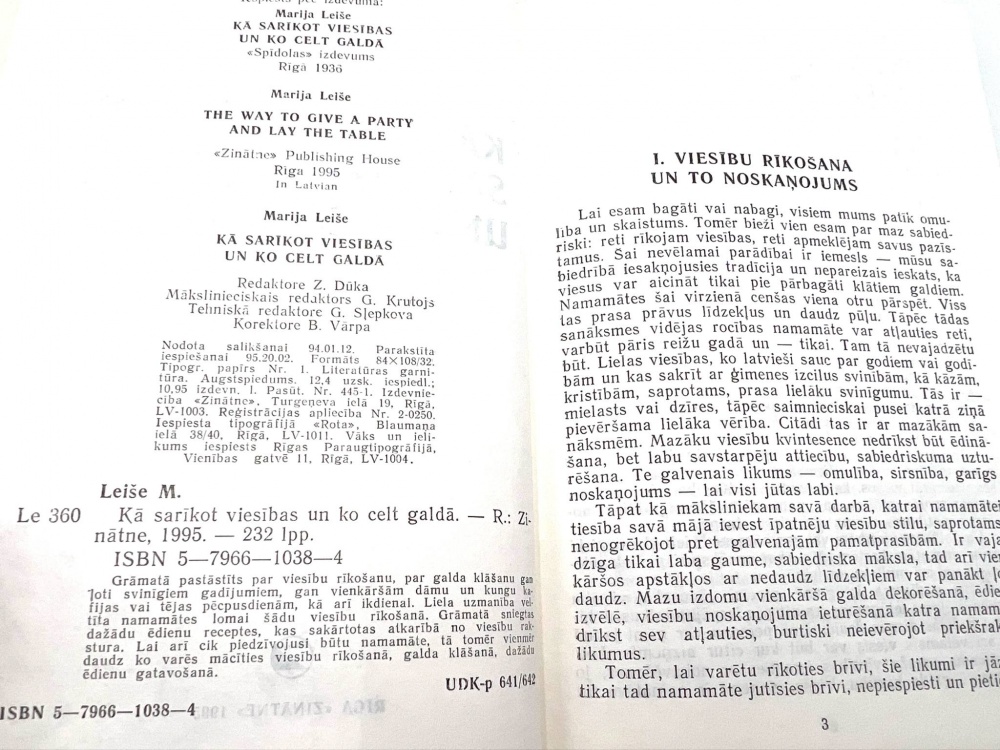 Marija Leiše
KĀ SARĪKOT VIESĪBAS
UN KO CELT GALDĀ
«Spīdolas» izdevums
Rīgā 1936
Marija Leiše
THE WAY TO GIVE A PARTY
AND LAY THE TABLE
«Zinātne» Publishing House
Rīga 1995
In Latvian
Marija Leiše
KĀ SARĪKOT VIESĪBAS
UN KO CELT GALDĀ
Redaktore Z. Dūka
Mākslinieciskais redaktors G. Krutojs
Tehniskā redaktore G. Sļepkova
Korektore B. Vārpa
Nodota salikšanai 94.01.12. Parakstīta
iespiešanai 95.20.02. Formāts 84×108/32.
Tipogr. papīrs Nr. 1. Literatūras garni-
tūra. Augstspiedums. 12,4 uzsk. iespiedl.;
10,95 izdevn. l. Pasūt. Nr. 445-1. Izdevnie-
cība «Zinātne», Turgeņeva ielā 19, Rīgā,
LV-1003. Reģistrācijas apliecība Nr. 2-0250.
Iespiesta tipogrāfijā «Rota», Blaumaņa
ielā 38/40, Rīgā, LV-1011. Vāks un ielī-
kums iespiests Rīgas Paraugtipogrāfijā,
Vienības gatvē 11, Rīgā, LV-1004.
Leiše M.
Le 360 Kā sarīkot viesības un ko celt galdā. — R.: Zi-
nātne, 1995. — 232 lpp.
ISBN 5—7966—1038—4
Grāmatā pastāstīts par viesību rīkošanu, par galda klāšanu gan
ļoti svinīgiem gadījumiem, gan vienkāršām dāmu un kungu ka-
fijas vai tējas pēcpusdienām, kā arī ikdienai. Liela uzmanība vel-
tīta namamātes lomai šādu viesību rīkošanā. Grāmatā sniegtas
dažādu ēdienu receptes, kas sakārtotas atkarībā no viesību rak-
stura. Lai arī cik piedzīvojusi būtu namamāte, tā tomēr vienmēr
daudz ko varēs mācīties viesību rīkošanā, galda klāšanā, dažādu
ēdienu gatavošanā.
UDK-p 641/642
ISBN 5—7966—1038—4
I. VIESĪBU RĪKOŠANA
UN TO NOSKAŅOJUMS
Lai esam bagāti vai nabagi, visiem mums patīk omu-
lība un skaistums. Tomēr bieži vien esam par maz sabied-
riski: reti rīkojam viesības, reti apmeklējam savus pazīs-
tamus. Šai nevēlamai parādībai ir iemesls — mūsu sa-
biedrībā iesakņojusies tradīcija un nepareizais ieskats, ka
viesus var aicināt tikai pie pārbagāti klātiem galdiem.
Namamātes šai virzienā cenšas viena otru pārspēt. Viss
tas prasa prāvus līdzekļus un daudz pūļu. Tāpēc tādas
sanāksmes vidējas rocības namamāte var atļauties reti,
varbūt pāris reižu gadā un — tikai. Tam tā nevajadzētu
būt. Lielas viesības, ko latvieši sauc par godiem vai godī-
bām un kas sakrīt ar ģimenes izcilus svinībām, kā kāzām,
kristībām, saprotams, prasa lielāku svinīgumu. Tās ir —
mielasts vai dzīres, tāpēc saimnieciskai pusei katrā ziņā
pievēršama lielāka vērība. Citādi tas ir ar mazākām sa-
nāksmēm. Mazāku viesību kvintesence nedrīkst būt ēdinā-
šana, bet labu savstarpēju attiecību, sabiedriskuma uztu-
rēšana. Te galvenais likums — omulība, sirsnība, garīgs
noskaņojums — lai visi jūtas labi.
Tāpat kā māksliniekam savā darbā, katrai namamātei
tiesība savā mājā ievest īpatnēju viesību stilu, saprotams
nenogrēkojot pret galvenajām pamatprasībām. Ir vaja
dzīga tikai laba gaume, sabiedriska māksla, tad arī vien
kāršos apstākļos ar nedaudz līdzekļiem var panākt ļo
daudz. Mazu izdomu vienkāršā galda dekorēšanā, ēdie
izvēlē, viesību noskaņojuma ieturēšanā katra namam
drīkst sev atļauties, burtiski neievērojot priekšrak
likumus.
Tomēr, lai varētu rīkoties brīvi, šie likumi ir jāz
tikai tad namamāte jutīsies brīvi, nepiespiesti un pietie
3